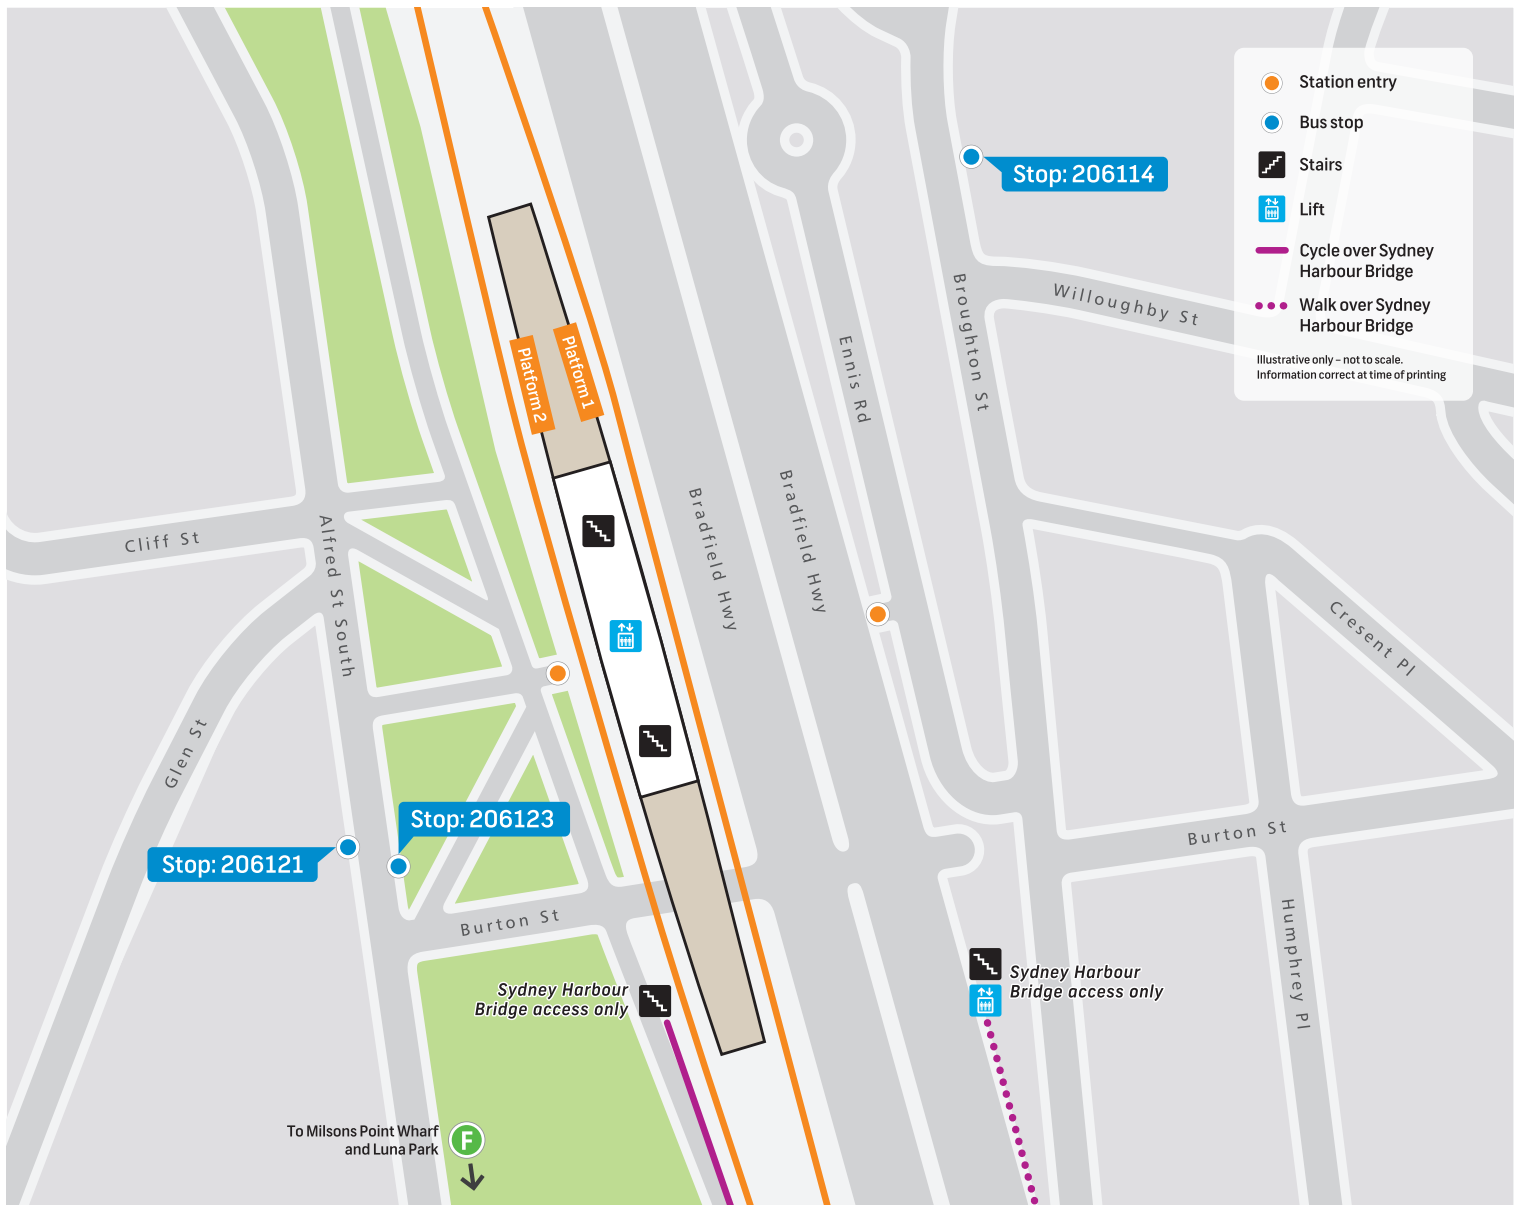 Station entry
Bus stop
Stairs
Lift
Cycle over Sydney
Harbour Bridge
Walk over Sydney
Harbour Bridge
Illustrative only – not to scale.
Information correct at time of printing
Stop: 206114
Willoughby St
Broughton St
Ennis Rd
Platform 2
Platform 1
Bradfield Hwy
Bradfield Hwy
Cliff St
Alfred St South
Glen St
Cresent Pl
Stop: 206123
Stop: 206121
Burton St
Burton St
Humphrey Pl
Sydney Harbour
Bridge access only
Sydney Harbour
Bridge access only
To Milsons Point Wharf
and Luna Park
F